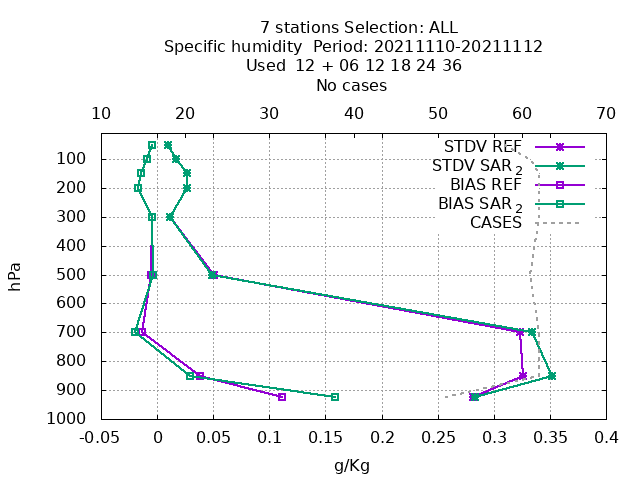 7 stations Selection: ALL
Specific humidity  Period: 20211110-20211112
Used  12 + 06 12 18 24 36
No cases
10 20 30 40 50 60 70
STDV REF
STDV SAR 2
BIAS REF
BIAS SAR 2
CASES
hPa
100
200
300
400
500
600
700
800
900
1000
-0.05 0 0.05 0.1 0.15 0.2 0.25 0.3 0.35 0.4
g/Kg